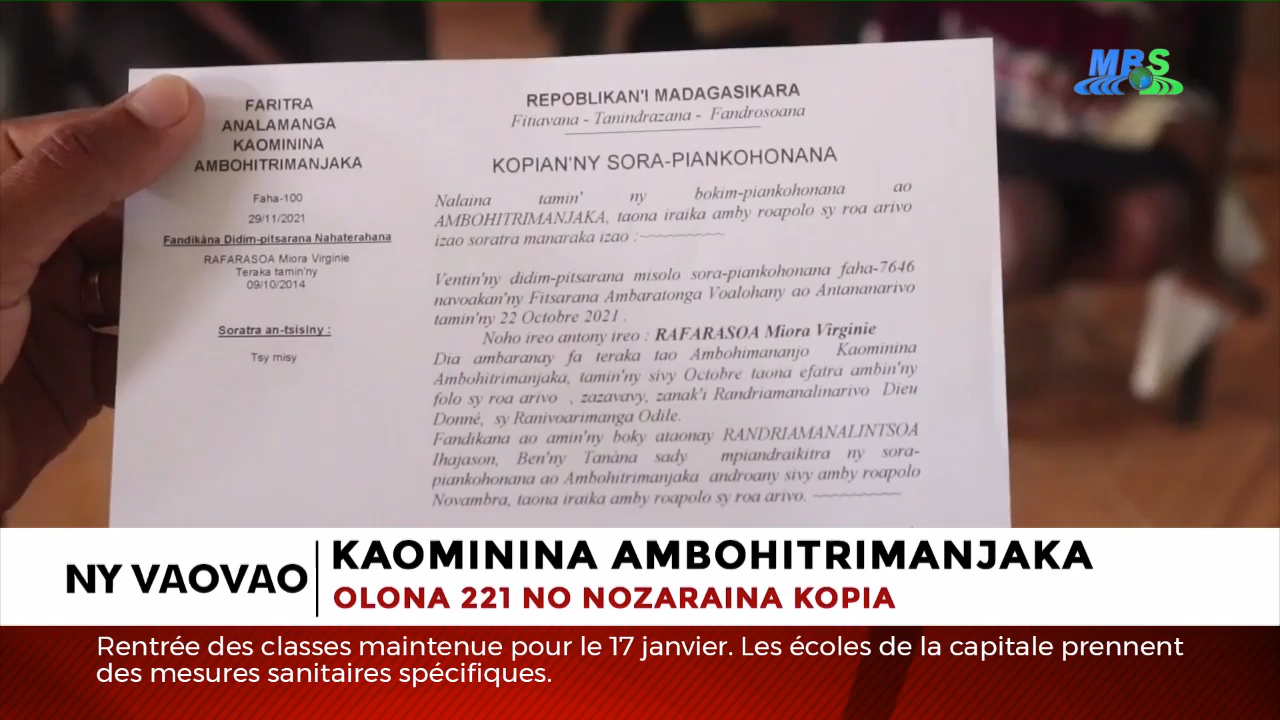 MBS
FARITRA
ANALAMANGA
KAOMININA
AMBOHITRIMANJAKA
Faha-100
29/11/2021
Fandikàna Didim-pitsarana Nahaterahana
RAFARASOA Miora Virginie
Teraka tamin'ny
09/10/2014
Soratra an-tsisiny :
Tsy misy
REPOBLIKAN'I MADAGASIKARA
Fitiavana - Tanindrazana - Fandrosoana
KOPIAN'NY SORA-PIANKOHONANA
Nalaina tamin' ny bokim-piankohonana ao
AMBOHITRIMANJAKA, taona iraika amby roapolo sy roa arivo
izao soratra manaraka izao :~~~~~~~~~
Ventin'ny didim-pitsarana misolo sora-piankohonana faha-7646
navoakan'ny Fitsarana Ambaratonga Voalohany ao Antananarivo
tamin'ny 22 Octobre 2021 .
Noho ireo antony ireo : RAFARASOA Miora Virginie
Dia ambaranay fa teraka tao Ambohimananjo Kaominina
Ambohitrimanjaka, tamin'ny sivy Octobre taona efatra ambin'ny
folo sy roa arivo , zazavavy, zanak'i Randriamanalinarivo Dieu
Donné, sy Ranivoarimanga Odile.
Fandikana ao amin'ny boky ataonay RANDRIAMANALINTSOA
Ihajason, Ben'ny Tanàna sady mpiandraikitra ny sora-
piankohonana ao Ambohitrimanjaka androany sivy amby roapolo
Novambra, taona iraika amby roapolo sy roa arivo. ~~~~~~~~~
NY VAOVAO
KAOMININA AMBOHITRIMANJAKA
OLONA 221 NO NOZARAINA KOPIA
Rentrée des classes maintenue pour le 17 janvier. Les écoles de la capitale prennent
des mesures sanitaires spécifiques.